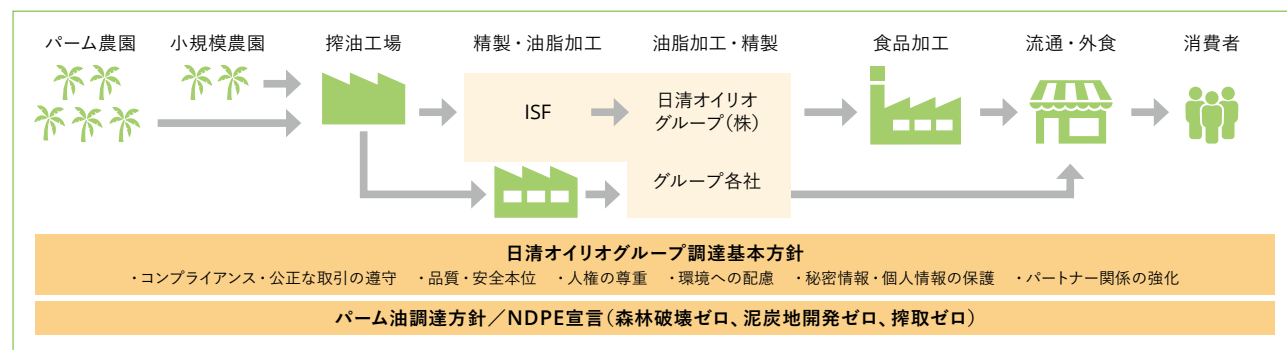 パーム農園
小規模農園
搾油工場
精製・油脂加工
油脂加工・精製
食品加工
流通・外食
消費者
ISF
日清オイリオ
グループ(株)
グループ各社
日清オイリオグループ調達基本方針
・コンプライアンス・公正な取引の遵守 ・品質・安全本位 ・人権の尊重 ・環境への配慮 ・秘密情報・個人情報の保護 ・パートナー関係の強化
パーム油調達方針／NDPE宣言(森林破壊ゼロ、泥炭地開発ゼロ、搾取ゼロ)